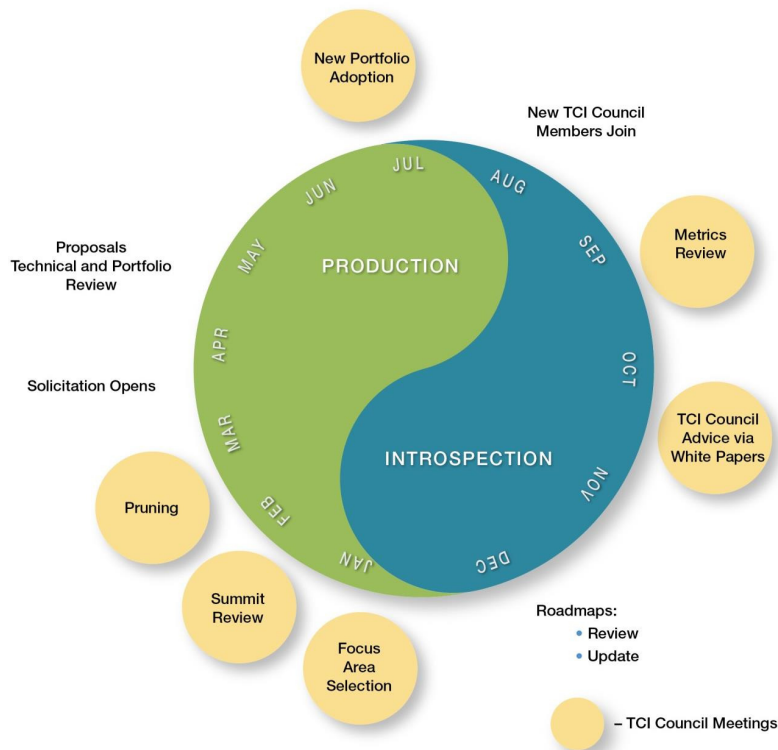 New Portfolio
Adoption
New TCI Council
Members Join
JUL
AUG
JUN
SEP
Metrics
Review
MAY
PRODUCTION
Proposals
Technical and Portfolio
Review
APR
OCT
Solicitation Opens
MAR
INTROSPECTION
TCI Council
Advice via
White Papers
NOV
FEB
Pruning
JAN
DEC
Summit
Review
Focus
Area
Selection
Roadmaps:
• Review
• Update
– TCI Council Meetings